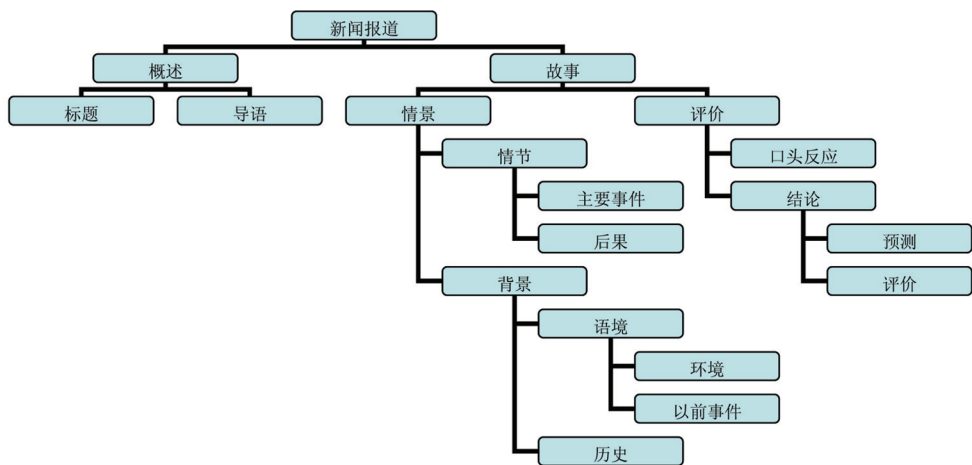 新闻报道
概述
故事
标题
导语
情景
评价
情节
口头反应
主要事件
结论
后果
预测
背景
评价
语境
环境
以前事件
历史